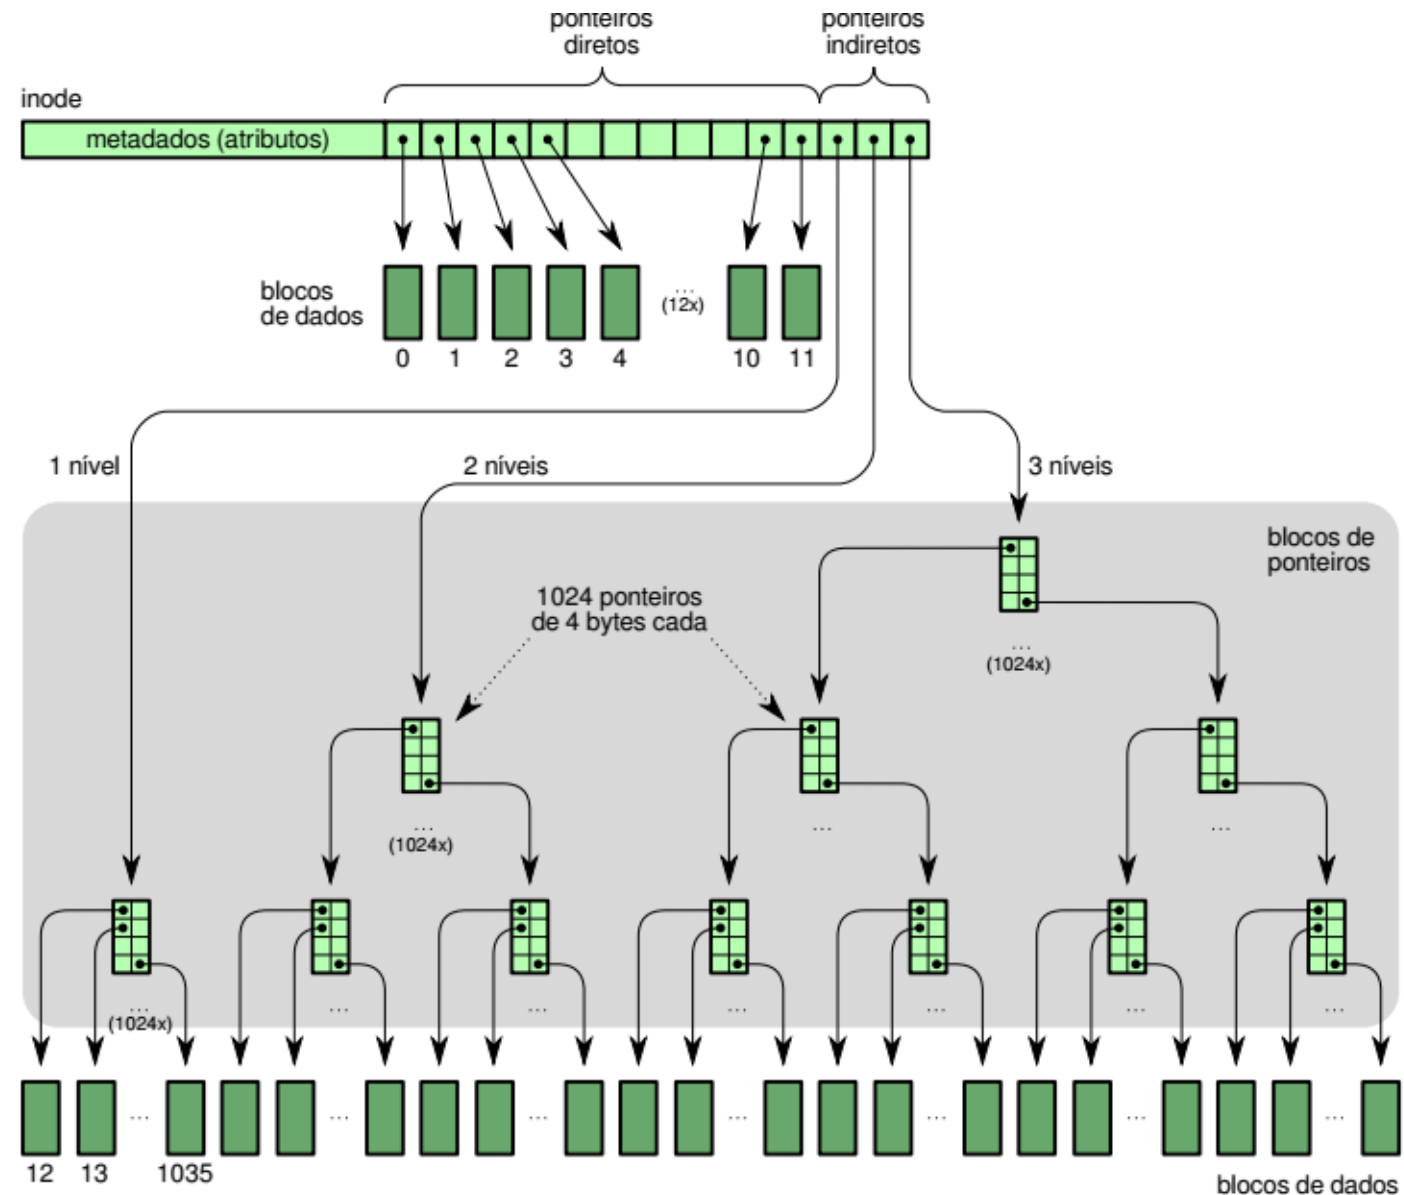 ponteiros
diretos
ponteiros
indiretos
inode
metadados (atributos)
blocos
de dados
...
(12x)
0
1
2
3
4
10
11
1 nível
2 níveis
3 níveis
blocos de
ponteiros
1024 ponteiros
de 4 bytes cada
...
(1024x)
...
(1024x)
...
...
...
(1024x)
...
...
...
...
...
...
...
...
...
...
...
...
...
12
13
1035
blocos de dados